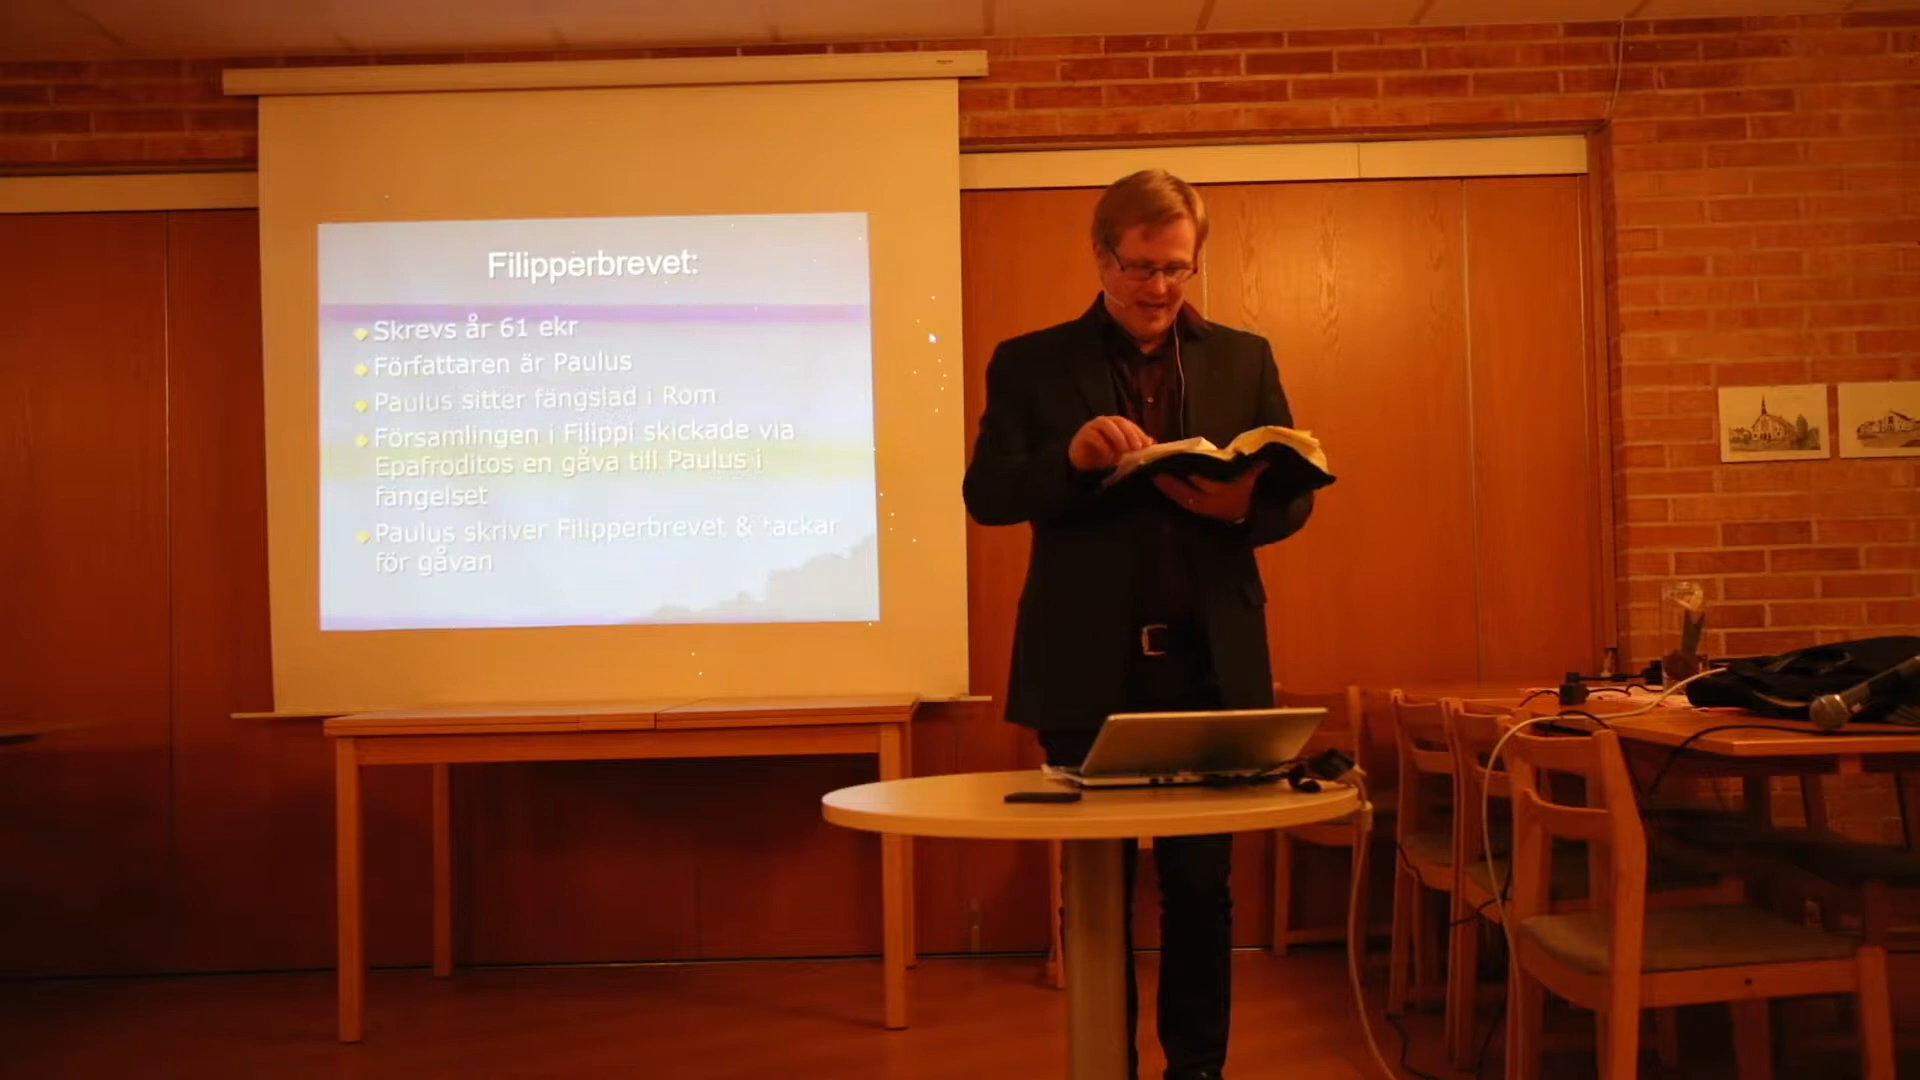 Filipperbrevet:
Skrevs år 61 ekr
Författaren är Paulus
Paulus sitter fängslad i Rom
Församlingen i Filippi skickade via
Epafroditos en gåva till Paulus i
fängelset
Paulus skriver Filipperbrevet & tackar
för gåvan